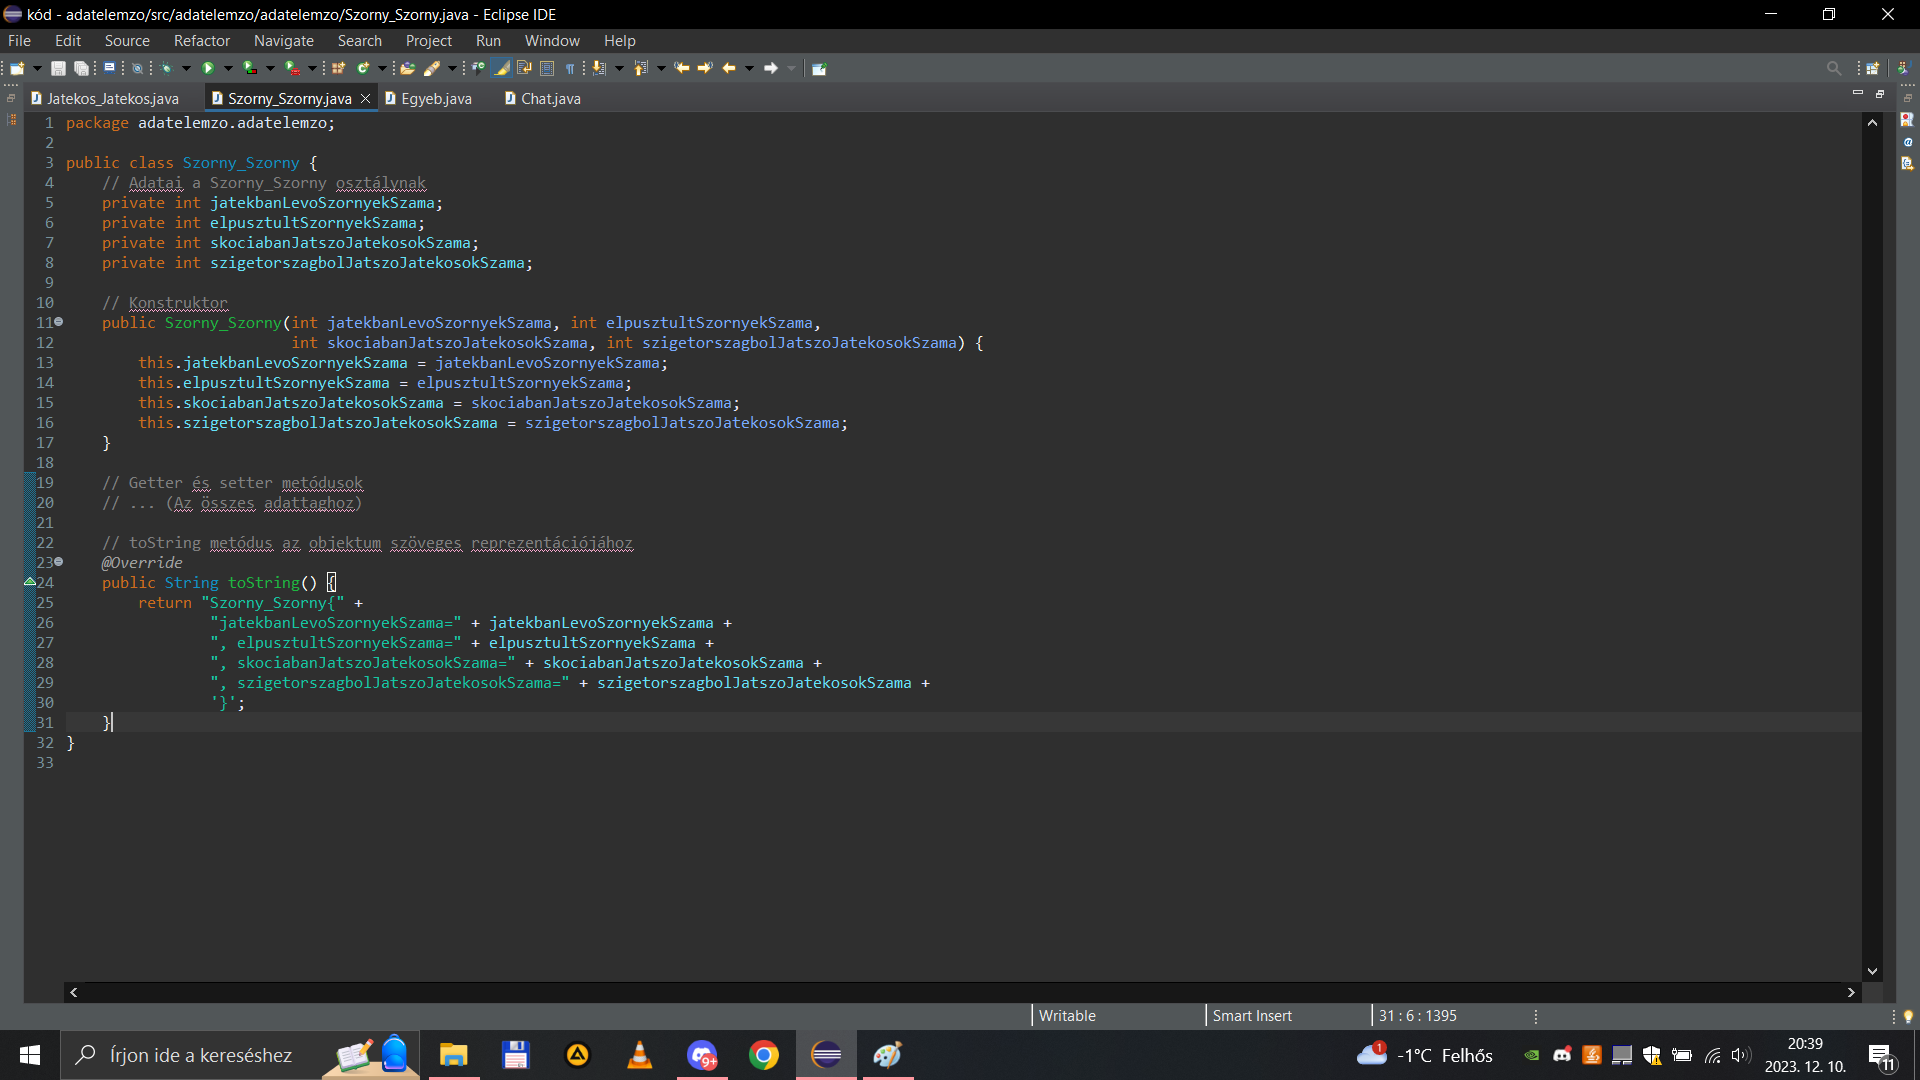 kód - adatelemzo/src/adatelemzo/adatelemzo/Szorny_Szorny.java - Eclipse IDE
File Edit Source Refactor Navigate Search Project Run Window Help
Jatekos_Jatekos.java Szorny_Szorny.java Egyeb.java Chat.java
1 package adatelemzo.adatelemzo;
2
3 public class Szorny_Szorny {
4 // Adatai a Szorny_Szorny osztálynak
5 private int jatekbanLevoSzornyekSzama;
6 private int elpusztultSzornyekSzama;
7 private int skociabanJatszoJatekosokSzama;
8 private int szigetorszagbolJatszoJatekosokSzama;
9
10 // Konstruktor
11 public Szorny_Szorny(int jatekbanLevoSzornyekSzama, int elpusztultSzornyekSzama,
12 int skociabanJatszoJatekosokSzama, int szigetorszagbolJatszoJatekosokSzama) {
13 this.jatekbanLevoSzornyekSzama = jatekbanLevoSzornyekSzama;
14 this.elpusztultSzornyekSzama = elpusztultSzornyekSzama;
15 this.skociabanJatszoJatekosokSzama = skociabanJatszoJatekosokSzama;
16 this.szigetorszagbolJatszoJatekosokSzama = szigetorszagbolJatszoJatekosokSzama;
17 }
18
19 // Getter és setter metódusok
20 // ... (Az összes adattaghoz)
21
22 // toString metódus az objektum szöveges reprezentációjához
23 @Override
24 public String toString() {
25 return "Szorny_Szorny{" +
26 "jatekbanLevoSzornyekSzama=" + jatekbanLevoSzornyekSzama +
27 ", elpusztultSzornyekSzama=" + elpusztultSzornyekSzama +
28 ", skociabanJatszoJatekosokSzama=" + skociabanJatszoJatekosokSzama +
29 ", szigetorszagbolJatszoJatekosokSzama=" + szigetorszagbolJatszoJatekosokSzama +
30 '}';
31 }
32 }
33
Writable Smart Insert 31 : 6 : 1395
Írjon ide a kereséshez 9+ 1 -1°C Felhős 20:39
2023. 12. 10. 11